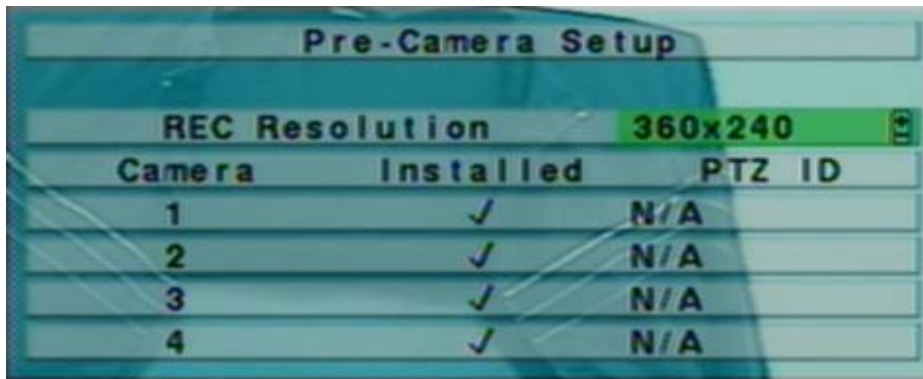 Pre-Camera Setup
REC Resolution 360x240
Camera Installed PTZ ID
1 ✓ N/A
2 ✓ N/A
3 ✓ N/A
4 ✓ N/A